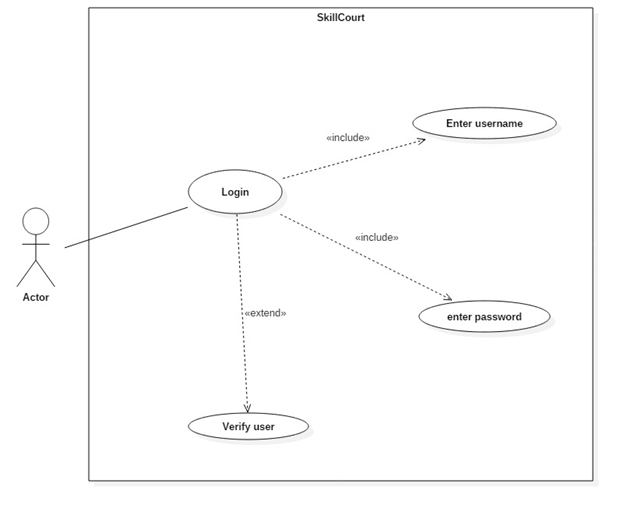 SkillCourt
Enter username
«include»
Login
«include»
Actor
«extend»
enter password
Verify user